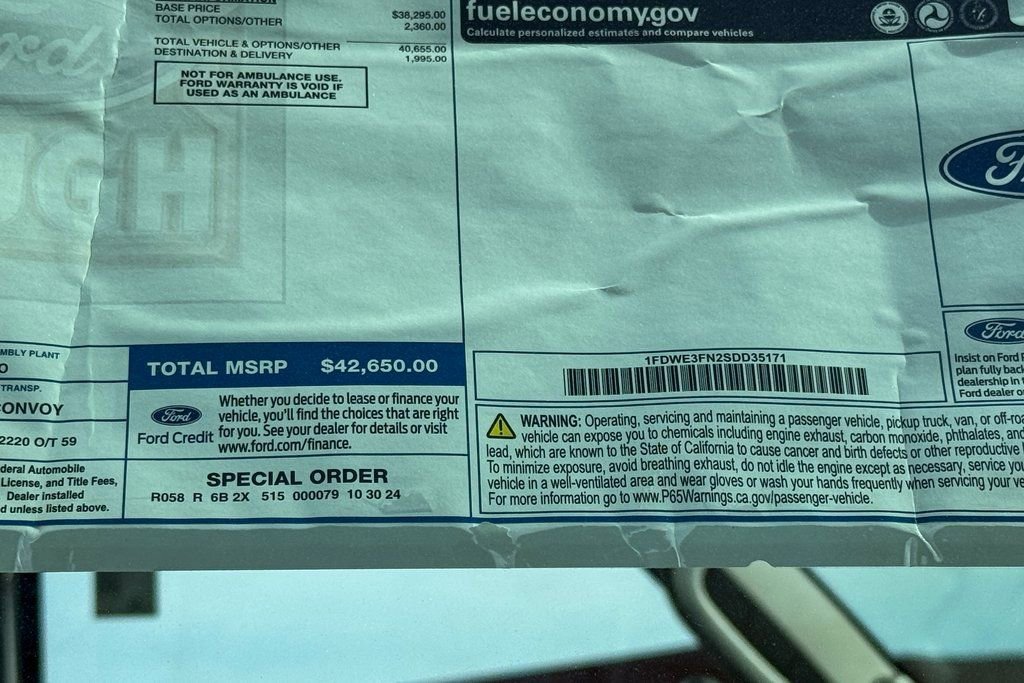 BASE PRICE $38,295.00
TOTAL OPTIONS/OTHER 2,360.00
TOTAL VEHICLE & OPTIONS/OTHER 40,655.00
DESTINATION & DELIVERY 1,995.00
NOT FOR AMBULANCE USE.
FORD WARRANTY IS VOID IF
USED AS AN AMBULANCE
fueleconomy.gov
Calculate personalized estimates and compare vehicles
MBLY PLANT
TRANSP.
CONVOY
2220 O/T 59
deral Automobile
License, and Title Fees,
Dealer installed
d unless listed above.
TOTAL MSRP $42,650.00
Ford
Ford Credit
Whether you decide to lease or finance your
vehicle, you'll find the choices that are right
for you. See your dealer for details or visit
www.ford.com/finance.
SPECIAL ORDER
R058 R 6B 2X 515 000079 10 30 24
1FDWE3FN2SDD35171
WARNING: Operating, servicing and maintaining a passenger vehicle, pickup truck, van, or off-roa
vehicle can expose you to chemicals including engine exhaust, carbon monoxide, phthalates, and
lead, which are known to the State of California to cause cancer and birth defects or other reproductive
To minimize exposure, avoid breathing exhaust, do not idle the engine except as necessary, service you
vehicle in a well-ventilated area and wear gloves or wash your hands frequently when servicing your ve
For more information go to www.P65Warnings.ca.gov/passenger-vehicle.
Ford
Insist on Ford
plan fully back
dealership in
Ford dealer o